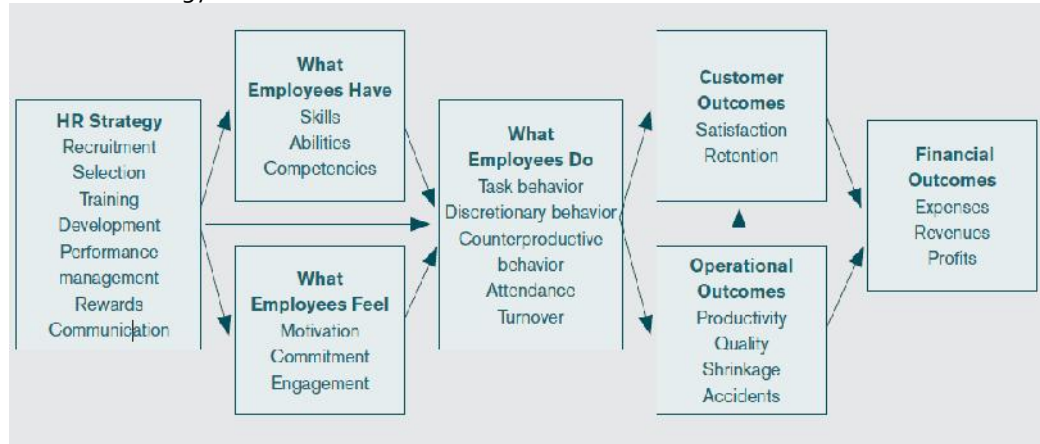 HR Strategy
Recruitment
Selection
Training
Development
Performance
management
Rewards
Communication
What
Employees Have
Skills
Abilities
Competencies
What
Employees Feel
Motivation
Commitment
Engagement
What
Employees Do
Task behavior
Discretionary behavior
Counterproductive
behavior
Attendance
Turnover
Customer
Outcomes
Satisfaction
Retention
Operational
Outcomes
Productivity
Quality
Shrinkage
Accidents
Financial
Outcomes
Expenses
Revenues
Profits